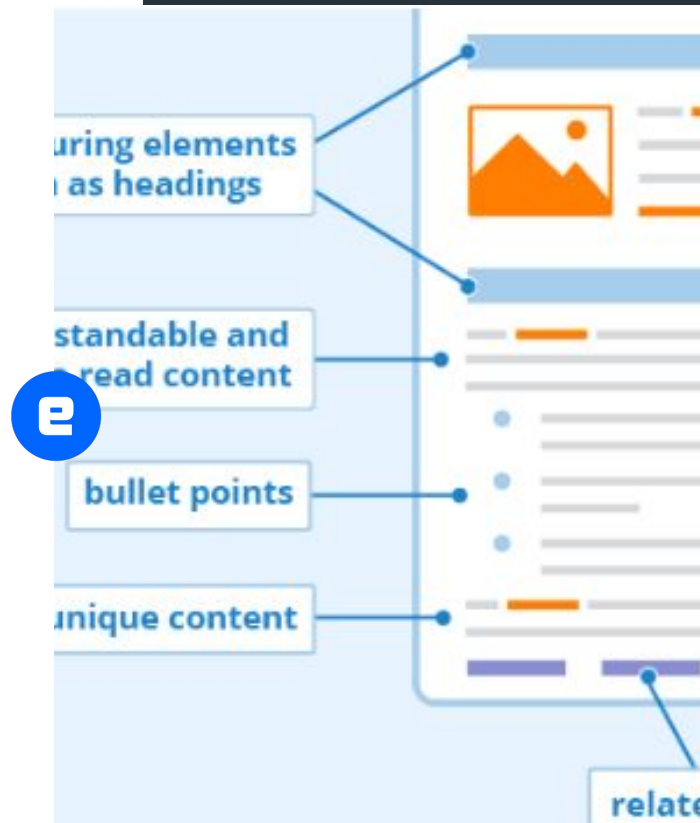 uring elements
as headings
standable and
read content
e
bullet points
unique content
relate